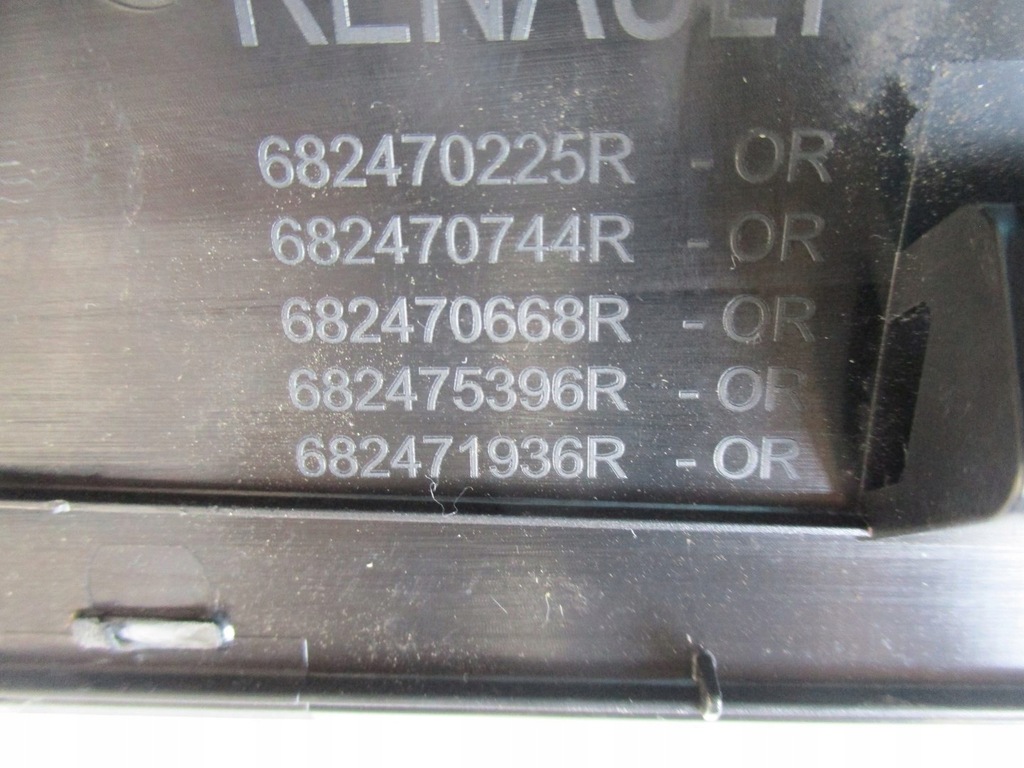 RENAULT
682470225R - OR
682470744R - OR
682470668R - OR
682475396R - OR
682471936R - OR